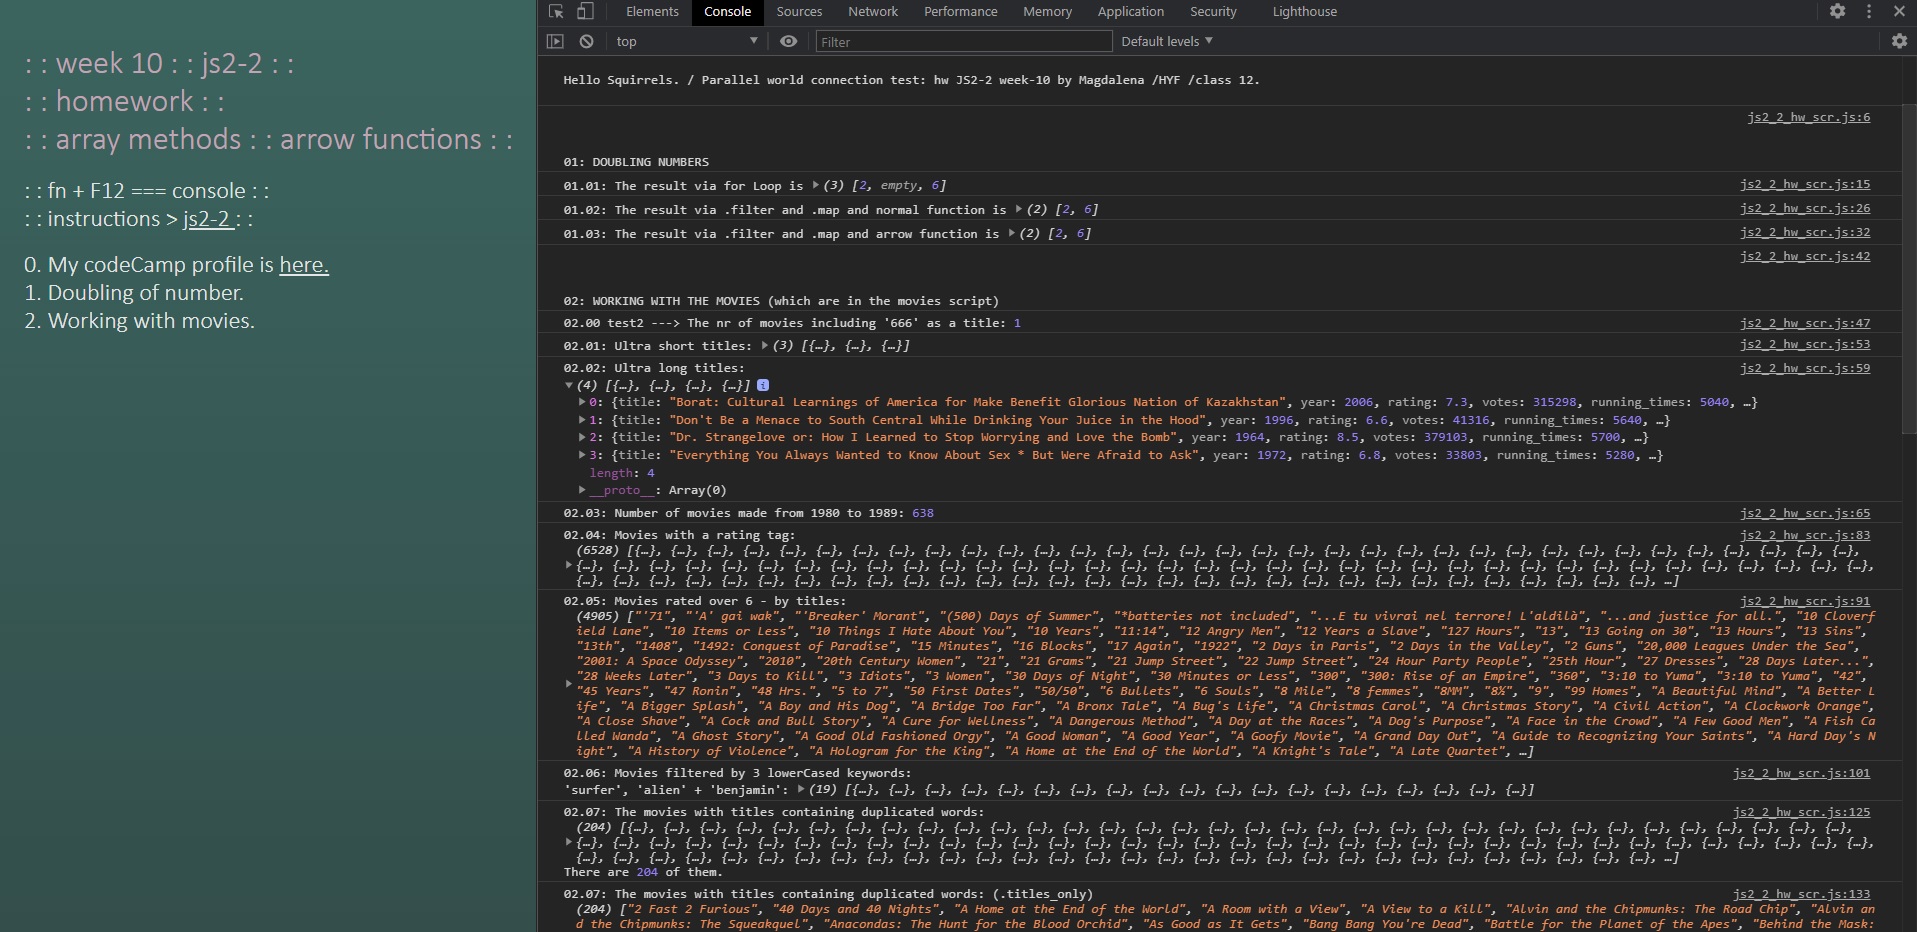 : : week 10 : : js2-2 : :
: : homework : :
: : array methods : : arrow functions : :
: : fn + F12 === console : :
: : instructions > js2-2 : :
0. My codeCamp profile is here.
1. Doubling of number.
2. Working with movies.
Elements Console Sources Network Performance Memory Application Security Lighthouse
top Filter Default levels
Hello Squirrels. / Parallel world connection test: hw JS2-2 week-10 by Magdalena /HYF /class 12.
js2_2_hw_scr.js:6
01: DOUBLING NUMBERS
01.01: The result via for Loop is (3) [2, empty, 6] js2_2_hw_scr.js:15
01.02: The result via .filter and .map and normal function is (2) [2, 6] js2_2_hw_scr.js:26
01.03: The result via .filter and .map and arrow function is (2) [2, 6] js2_2_hw_scr.js:32
js2_2_hw_scr.js:42
02: WORKING WITH THE MOVIES (which are in the movies script)
02.00 test2 ---> The nr of movies including '666' as a title: 1 js2_2_hw_scr.js:47
02.01: Ultra short titles: (3) [{…}, {…}, {…}] js2_2_hw_scr.js:53
02.02: Ultra long titles: js2_2_hw_scr.js:59
(4) [{…}, {…}, {…}, {…}] i
0: {title: "Borat: Cultural Learnings of America for Make Benefit Glorious Nation of Kazakhstan", year: 2006, rating: 7.3, votes: 315298, running_times: 5040, …}
1: {title: "Don't Be a Menace to South Central While Drinking Your Juice in the Hood", year: 1996, rating: 6.6, votes: 41316, running_times: 5640, …}
2: {title: "Dr. Strangelove or: How I Learned to Stop Worrying and Love the Bomb", year: 1964, rating: 8.5, votes: 379103, running_times: 5700, …}
3: {title: "Everything You Always Wanted to Know About Sex * But Were Afraid to Ask", year: 1972, rating: 6.8, votes: 33803, running_times: 5280, …}
length: 4
__proto__: Array(0)
02.03: Number of movies made from 1980 to 1989: 638 js2_2_hw_scr.js:65
02.04: Movies with a rating tag: js2_2_hw_scr.js:83
(6528) [{…}, {…}, {…}, {…}, {…}, {…}, {…}, {…}, {…}, {…}, {…}, {…}, {…}, {…}, {…}, {…}, {…}, {…}, {…}, {…}, {…}, {…}, {…}, {…}, {…}, {…}, {…}, {…}, {…}, {…}, {…}, {…}, {…}, {…},
{…}, {…}, {…}, {…}, {…}, {…}, {…}, {…}, {…}, {…}, {…}, {…}, {…}, {…}, {…}, {…}, {…}, {…}, {…}, {…}, {…}, {…}, {…}, {…}, {…}, {…}, {…}, {…}, {…}, {…}, {…}, {…}, {…}, {…}, {…}, {…},
{…}, {…}, {…}, {…}, {…}, {…}, {…}, {…}, {…}, {…}, {…}, {…}, {…}, {…}, {…}, {…}, {…}, {…}, {…}, {…}, {…}, {…}, {…}, {…}, {…}, {…}, {…}, {…}, {…}, {…}, …]
02.05: Movies rated over 6 - by titles: js2_2_hw_scr.js:91
(4905) ["'71", "'A' gai wak", "'Breaker' Morant", "(500) Days of Summer", "*batteries not included", "...E tu vivrai nel terrore! L'aldilà", "...and justice for all.", "10 Cloverf
ield Lane", "10 Items or Less", "10 Things I Hate About You", "10 Years", "11:14", "12 Angry Men", "12 Years a Slave", "127 Hours", "13", "13 Going on 30", "13 Hours", "13 Sins",
"13th", "1408", "1492: Conquest of Paradise", "15 Minutes", "16 Blocks", "17 Again", "1922", "2 Days in Paris", "2 Days in the Valley", "2 Guns", "20,000 Leagues Under the Sea",
"2001: A Space Odyssey", "2010", "20th Century Women", "21", "21 Grams", "21 Jump Street", "22 Jump Street", "24 Hour Party People", "25th Hour", "27 Dresses", "28 Days Later...",
"28 Weeks Later", "3 Days to Kill", "3 Idiots", "3 Women", "30 Days of Night", "30 Minutes or Less", "300", "300: Rise of an Empire", "360", "3:10 to Yuma", "3:10 to Yuma", "42",
"45 Years", "47 Ronin", "48 Hrs.", "5 to 7", "50 First Dates", "50/50", "6 Bullets", "6 Souls", "8 Mile", "8 femmes", "8MM", "8½", "9", "99 Homes", "A Beautiful Mind", "A Better L
ife", "A Bigger Splash", "A Boy and His Dog", "A Bridge Too Far", "A Bronx Tale", "A Bug's Life", "A Christmas Carol", "A Christmas Story", "A Civil Action", "A Clockwork Orange",
"A Close Shave", "A Cock and Bull Story", "A Cure for Wellness", "A Dangerous Method", "A Day at the Races", "A Dog's Purpose", "A Face in the Crowd", "A Few Good Men", "A Fish Ca
lled Wanda", "A Ghost Story", "A Good Old Fashioned Orgy", "A Good Woman", "A Good Year", "A Goofy Movie", "A Grand Day Out", "A Guide to Recognizing Your Saints", "A Hard Day's N
ight", "A History of Violence", "A Hologram for the King", "A Home at the End of the World", "A Knight's Tale", "A Late Quartet", …]
02.06: Movies filtered by 3 lowerCased keywords: js2_2_hw_scr.js:101
'surfer', 'alien' + 'benjamin': (19) [{…}, {…}, {…}, {…}, {…}, {…}, {…}, {…}, {…}, {…}, {…}, {…}, {…}, {…}, {…}, {…}, {…}, {…}, {…}]
02.07: The movies with titles containing duplicated words: js2_2_hw_scr.js:125
(204) [{…}, {…}, {…}, {…}, {…}, {…}, {…}, {…}, {…}, {…}, {…}, {…}, {…}, {…}, {…}, {…}, {…}, {…}, {…}, {…}, {…}, {…}, {…}, {…}, {…}, {…}, {…}, {…}, {…}, {…}, {…}, {…}, {…}, {…},
{…}, {…}, {…}, {…}, {…}, {…}, {…}, {…}, {…}, {…}, {…}, {…}, {…}, {…}, {…}, {…}, {…}, {…}, {…}, {…}, {…}, {…}, {…}, {…}, {…}, {…}, {…}, {…}, {…}, {…}, {…}, {…}, {…}, {…}, {…}, {…},
{…}, {…}, {…}, {…}, {…}, {…}, {…}, {…}, {…}, {…}, {…}, {…}, {…}, {…}, {…}, {…}, {…}, {…}, {…}, {…}, {…}, {…}, {…}, {…}, {…}, {…}, {…}, {…}, {…}, {…}, …]
There are 204 of them.
02.07: The movies with titles containing duplicated words: (.titles_only) js2_2_hw_scr.js:133
(204) ["2 Fast 2 Furious", "40 Days and 40 Nights", "A Home at the End of the World", "A Room with a View", "A View to a Kill", "Alvin and the Chipmunks: The Road Chip", "Alvin an
d the Chipmunks: The Squeakquel", "Anacondas: The Hunt for the Blood Orchid", "As Good as It Gets", "Bang Bang You're Dead", "Battle for the Planet of the Apes", "Behind the Mask: